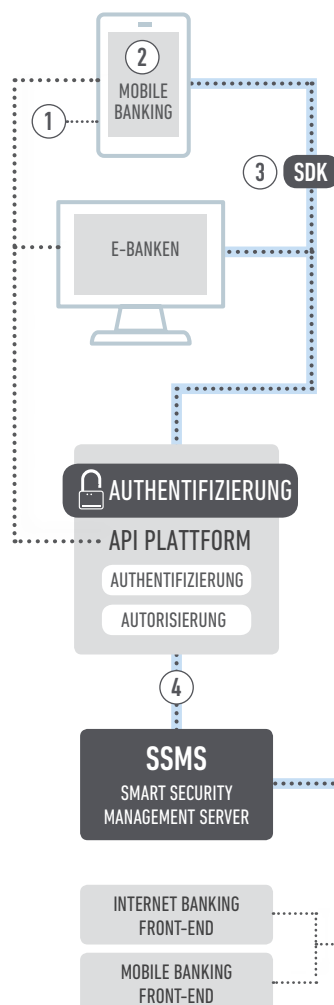 2
MOBILE
BANKING
1
3 SDK
E-BANKEN
AUTHENTIFIZIERUNG
API PLATTFORM
AUTHENTIFIZIERUNG
AUTORISIERUNG
4
SSMS
SMART SECURITY
MANAGEMENT SERVER
INTERNET BANKING
FRONT-END
MOBILE BANKING
FRONT-END